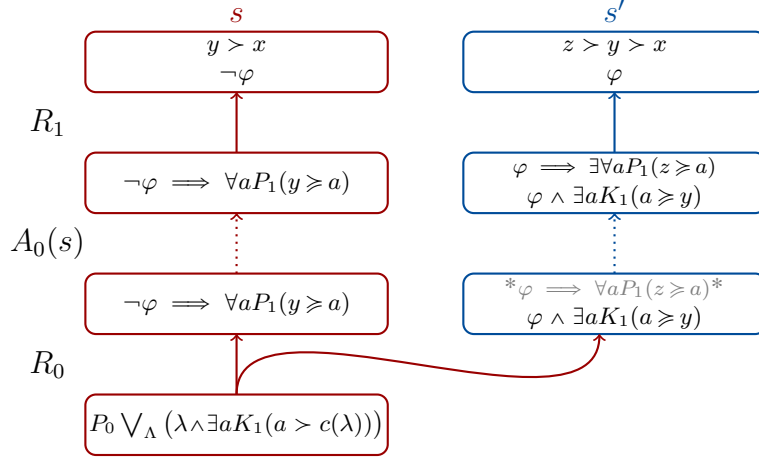 s s′
y ≻ x z ≻ y ≻ x
¬φ φ
R₁
¬φ ⟹ ∀aP₁(y ≽ a) φ ⟹ ∃∀aP₁(z ≽ a)
φ ∧ ∃aK₁(a ≽ y)
A₀(s)
¬φ ⟹ ∀aP₁(y ≽ a) *φ ⟹ ∀aP₁(z ≽ a)*
φ ∧ ∃aK₁(a ≽ y)
R₀
P₀ ⋁_Λ (λ ∧ ∃aK₁(a ≻ c(λ)))